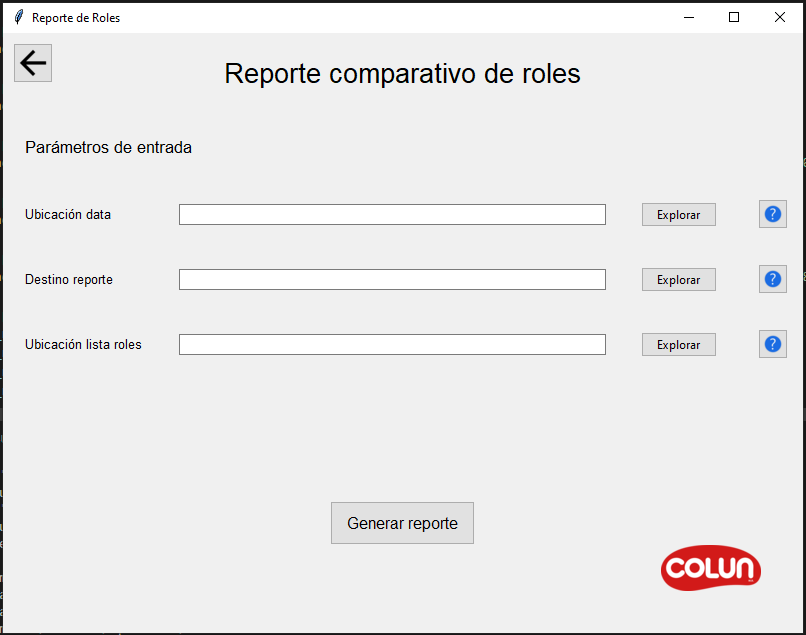 Reporte de Roles
Reporte comparativo de roles
Parámetros de entrada
Ubicación data
Explorar
?
Destino reporte
Explorar
?
Ubicación lista roles
Explorar
?
Generar reporte
COLUN